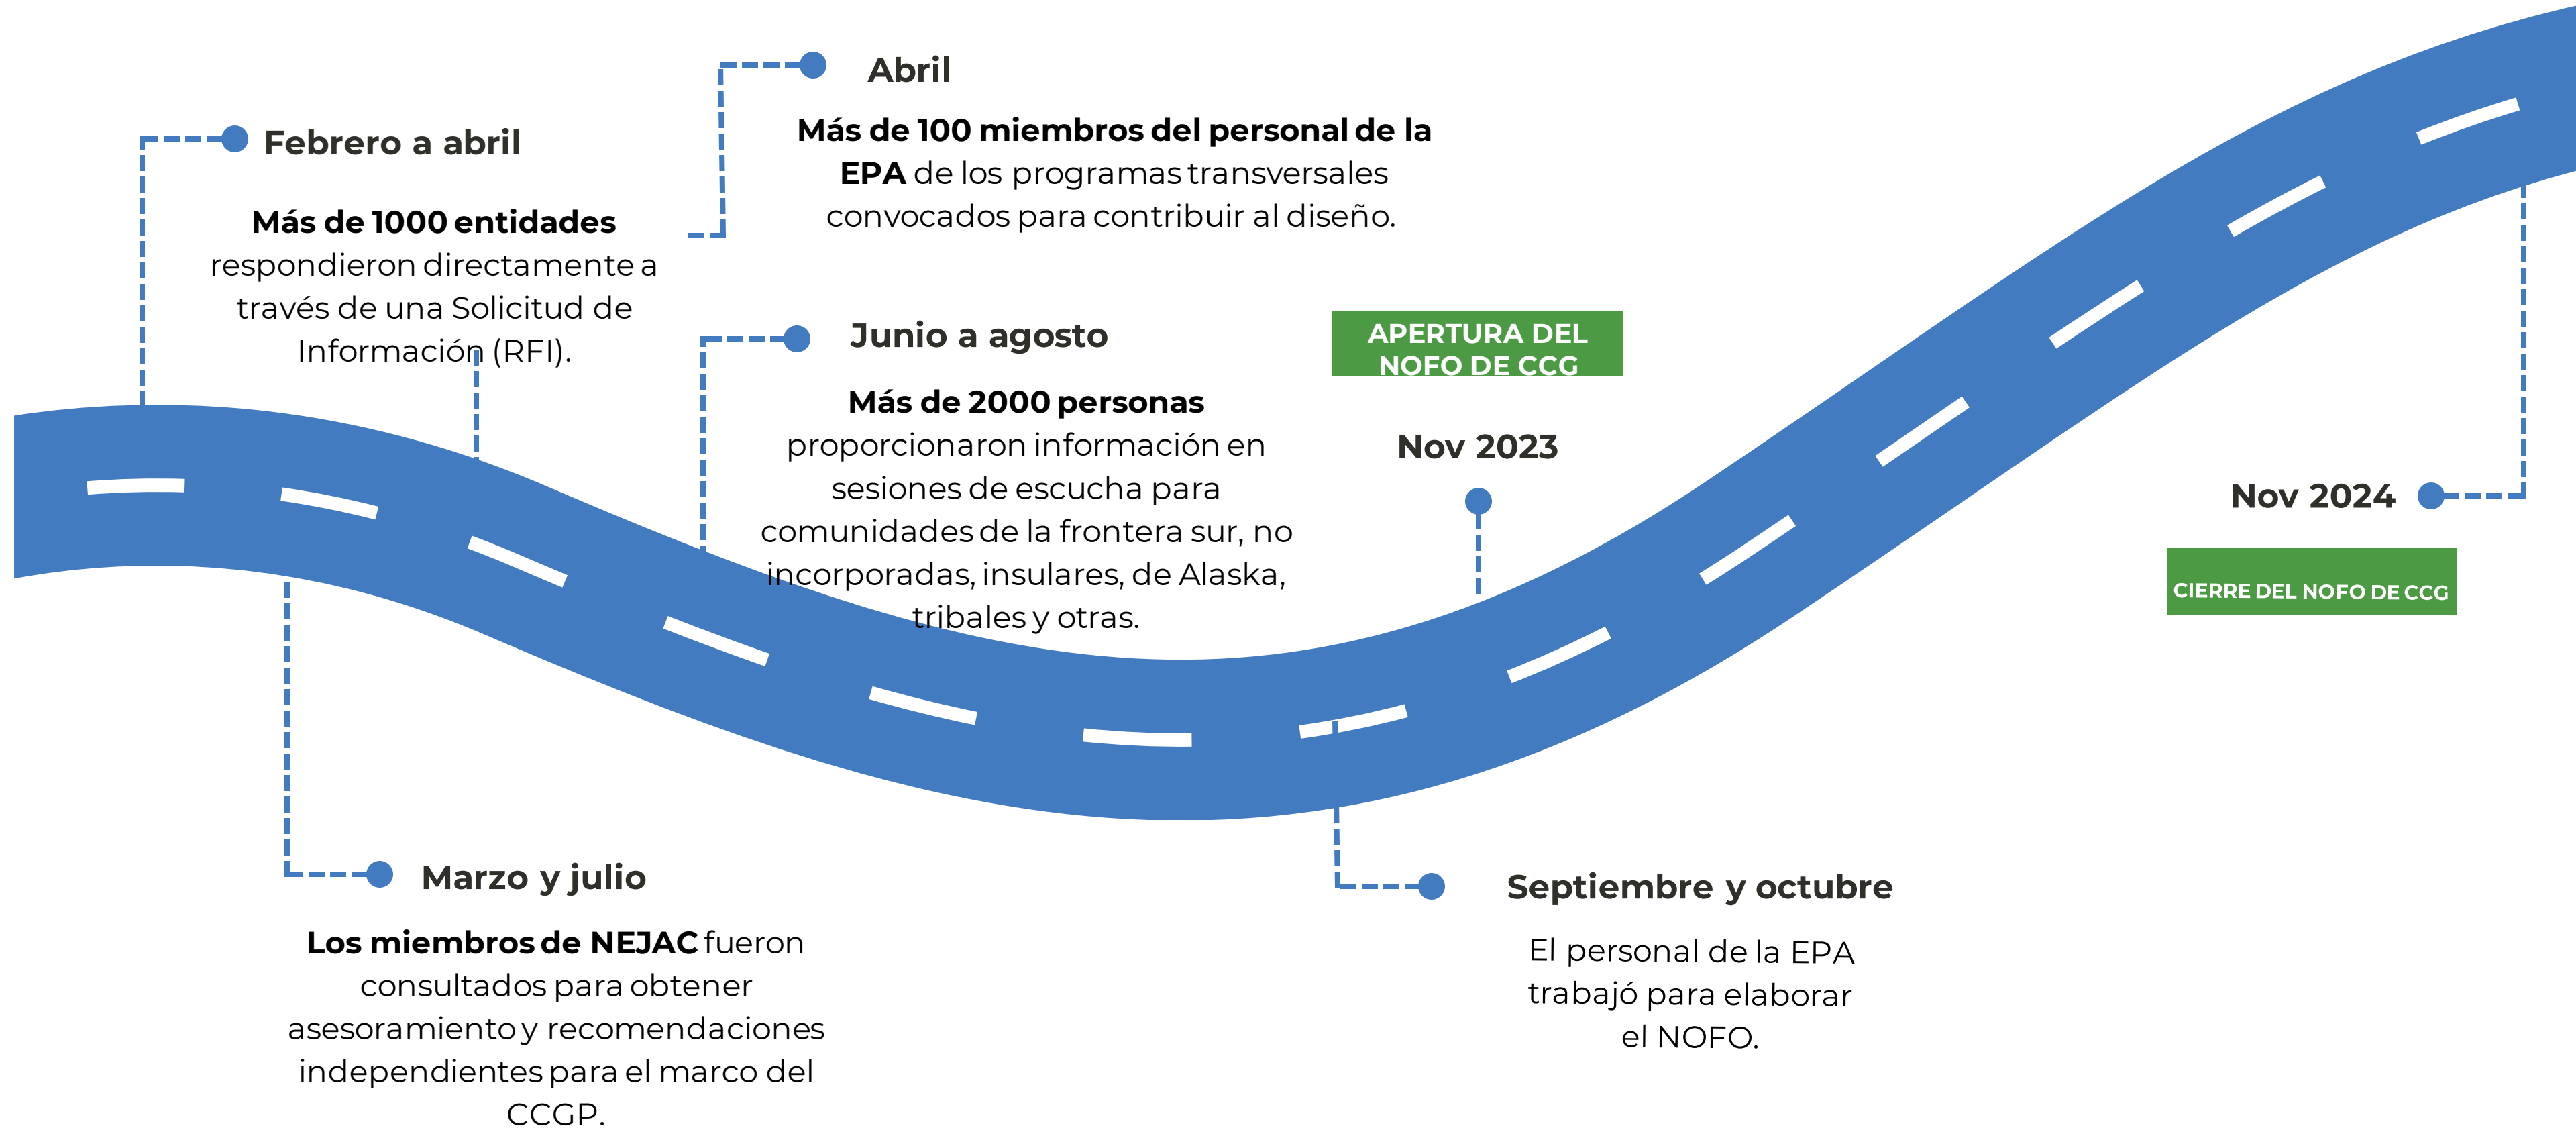 Febrero a abril
Más de 1000 entidades
respondieron directamente a
través de una Solicitud de
Información (RFI).
Abril
Más de 100 miembros del personal de la
EPA de los programas transversales
convocados para contribuir al diseño.
Junio a agosto
Más de 2000 personas
proporcionaron información en
sesiones de escucha para
comunidades de la frontera sur, no
incorporadas, insulares, de Alaska,
tribales y otras.
APERTURA DEL
NOFO DE CCG
Nov 2023
Nov 2024
CIERRE DEL NOFO DE CCG
Marzo y julio
Los miembros de NEJAC fueron
consultados para obtener
asesoramiento y recomendaciones
independientes para el marco del
CCGP.
Septiembre y octubre
El personal de la EPA
trabajó para elaborar
el NOFO.